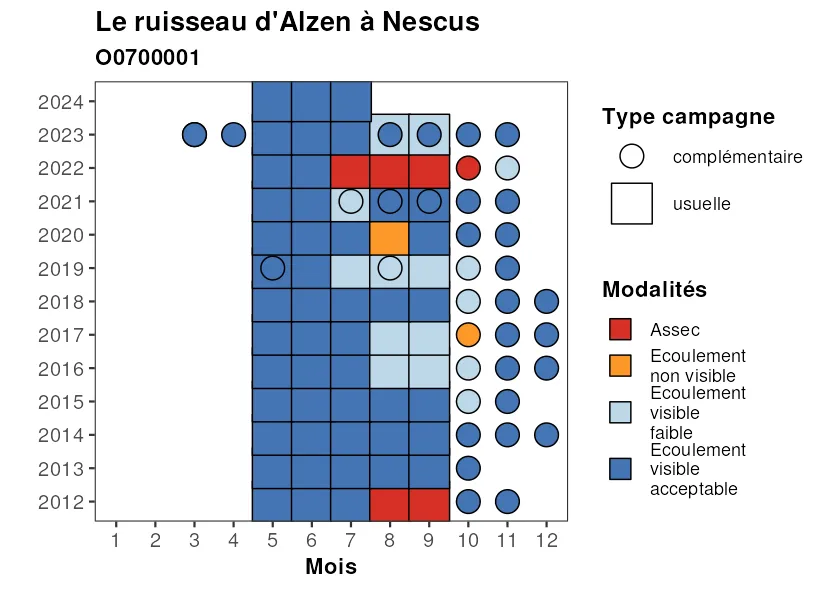 Le ruisseau d'Alzen à Nescus
O0700001
2024
2023
2022
2021
2020
2019
2018
2017
2016
2015
2014
2013
2012
1 2 3 4 5 6 7 8 9 10 11 12
Mois
Type campagne
complémentaire
usuelle
Modalités
Assec
Ecoulement
non visible
Ecoulement
visible
faible
Ecoulement
visible
acceptable